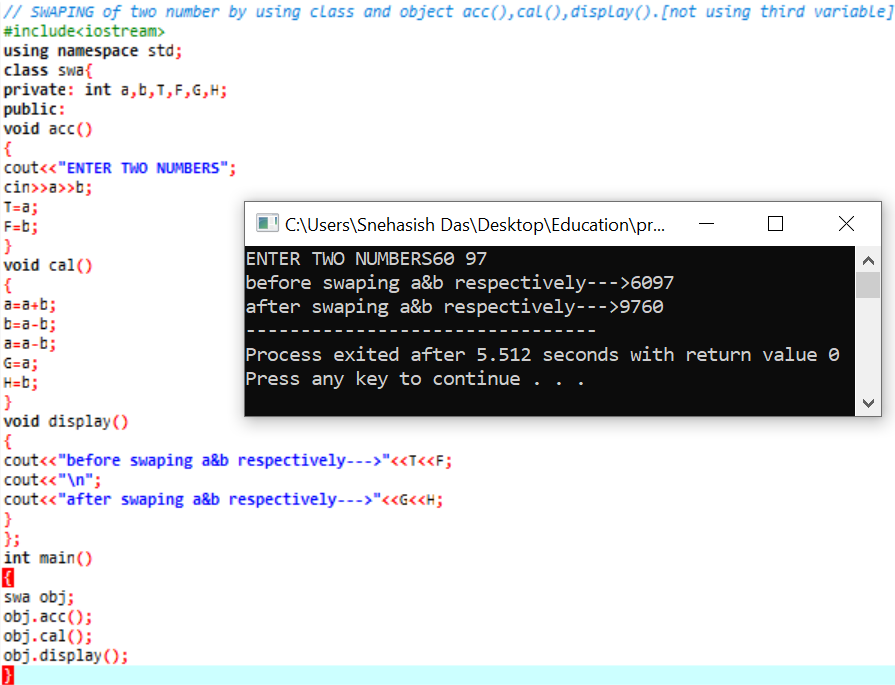 // SWAPING of two number by using class and object acc(),cal(),display().[not using third variable]
#include<iostream>
using namespace std;
class swa{
private: int a,b,T,F,G,H;
public:
void acc()
{
cout<<"ENTER TWO NUMBERS";
cin>>a>>b;
T=a;
F=b;
}
void cal()
{
a=a+b;
b=a-b;
a=a-b;
G=a;
H=b;
}
void display()
{
cout<<"before swaping a&b respectively--->"<<T<<F;
cout<<"\n";
cout<<"after swaping a&b respectively--->"<<G<<H;
}
};
int main()
{
swa obj;
obj.acc();
obj.cal();
obj.display();
}
C:\Users\Snehasish Das\Desktop\Education\pr...
ENTER TWO NUMBERS60 97
before swaping a&b respectively--->6097
after swaping a&b respectively--->9760
--------------------------------
Process exited after 5.512 seconds with return value 0
Press any key to continue . . .